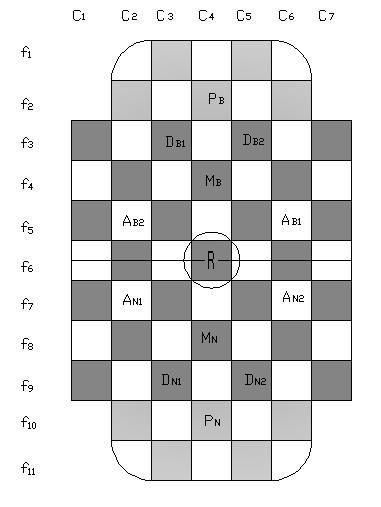 C1 C2 C3 C4 C5 C6 C7
f1
f2 PB
f3 DB1 DB2
f4 MB
f5 AB2 AB1
f6 R
f7 AN1 AN2
f8 MN
f9 DN1 DN2
f10 PN
f11